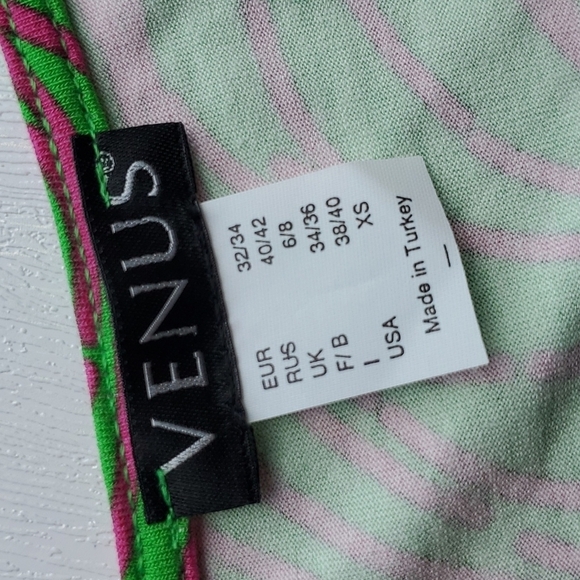 VENUS®
EUR 32/34
RUS 40/42
UK 6/8
F/B 34/36
I 38/40
USA XS
Made in Turkey